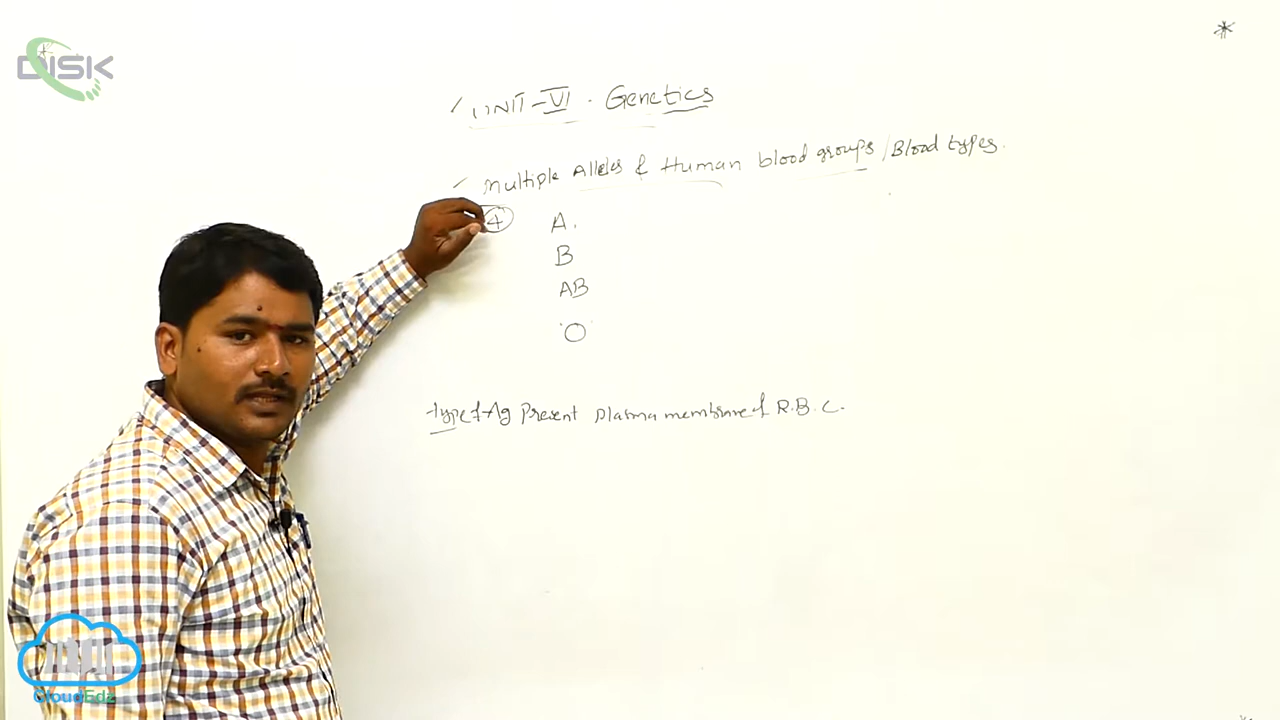 DISK
UNIT-VI. Genetics
Multiple Alleles & Human blood groups / Blood types.
4 A.
B
AB
O
Type of Ag Present plasma membrane of R.B.C.
CloudEdz